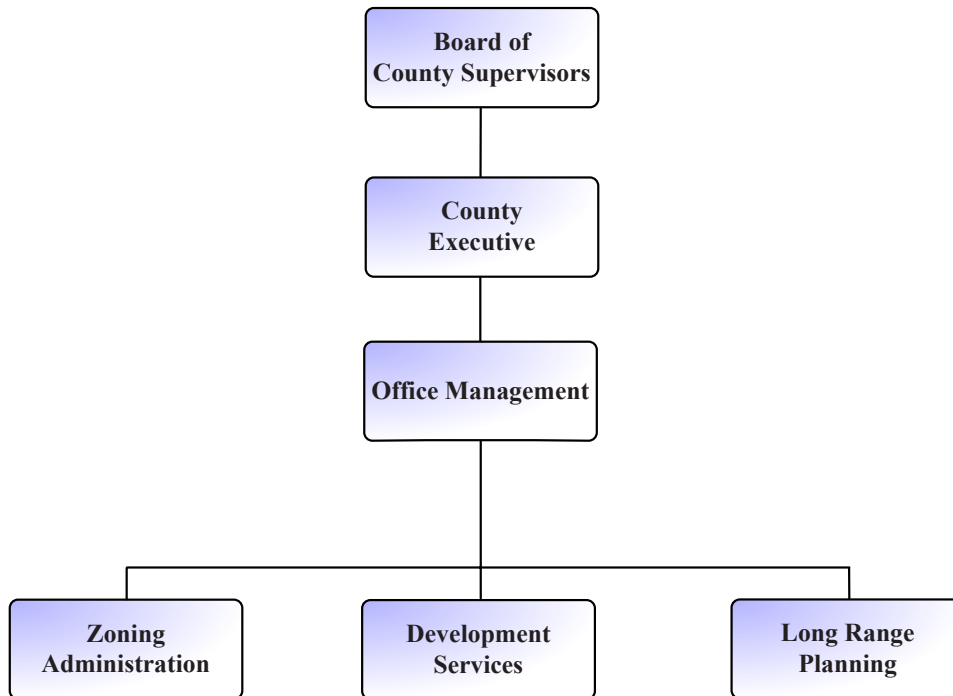 Board of
County Supervisors
County
Executive
Office Management
Zoning
Administration
Development
Services
Long Range
Planning